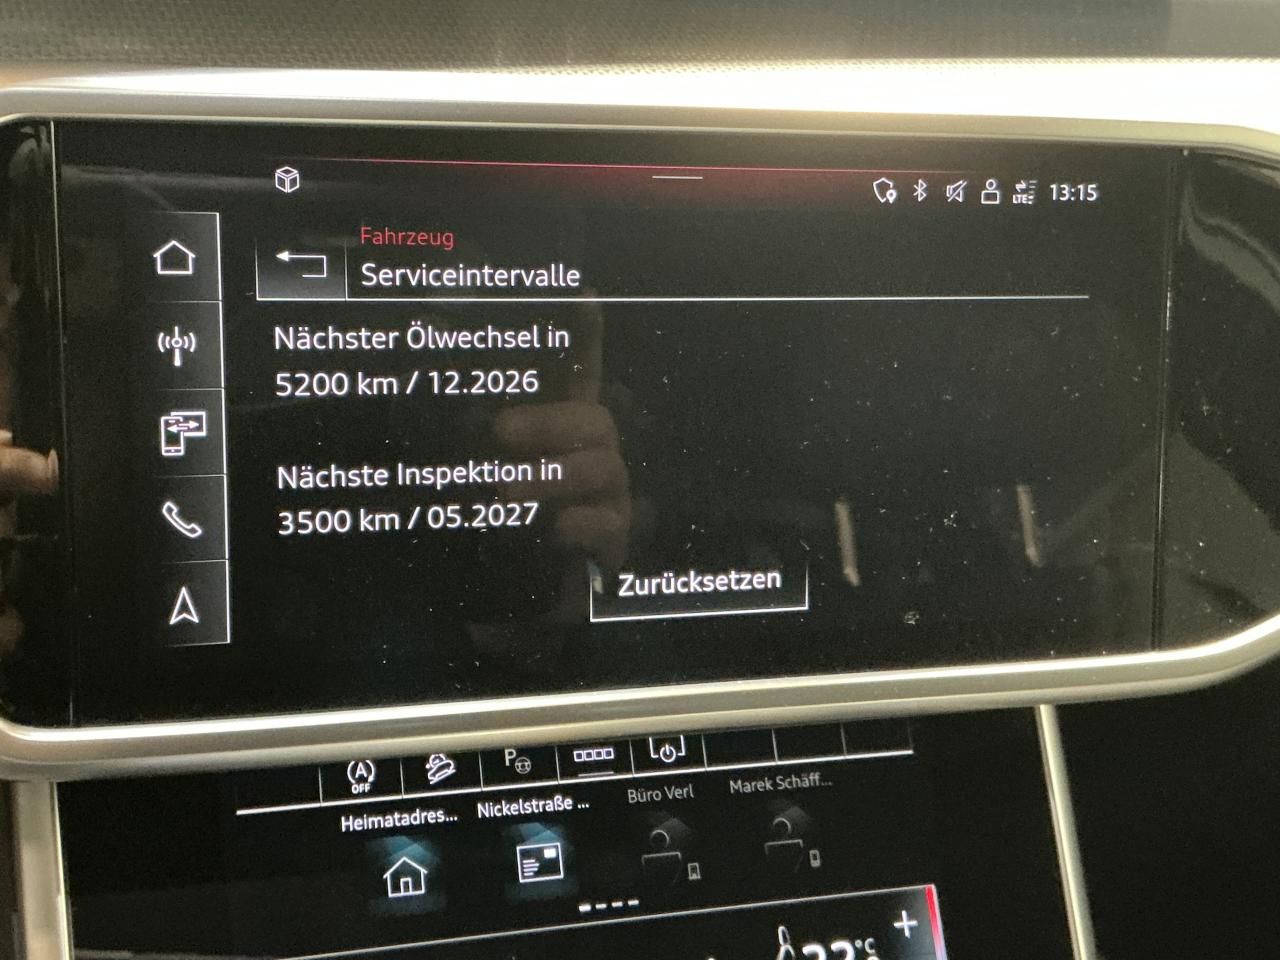 LTE
13:15
Fahrzeug
Serviceintervalle
Nächster Ölwechsel in
5200 km / 12.2026
Nächste Inspektion in
3500 km / 05.2027
Zurücksetzen
A
OFF
P
Heimatadres...
Nickelstraße ...
Büro Verl
Marek Schäff...
+
°C